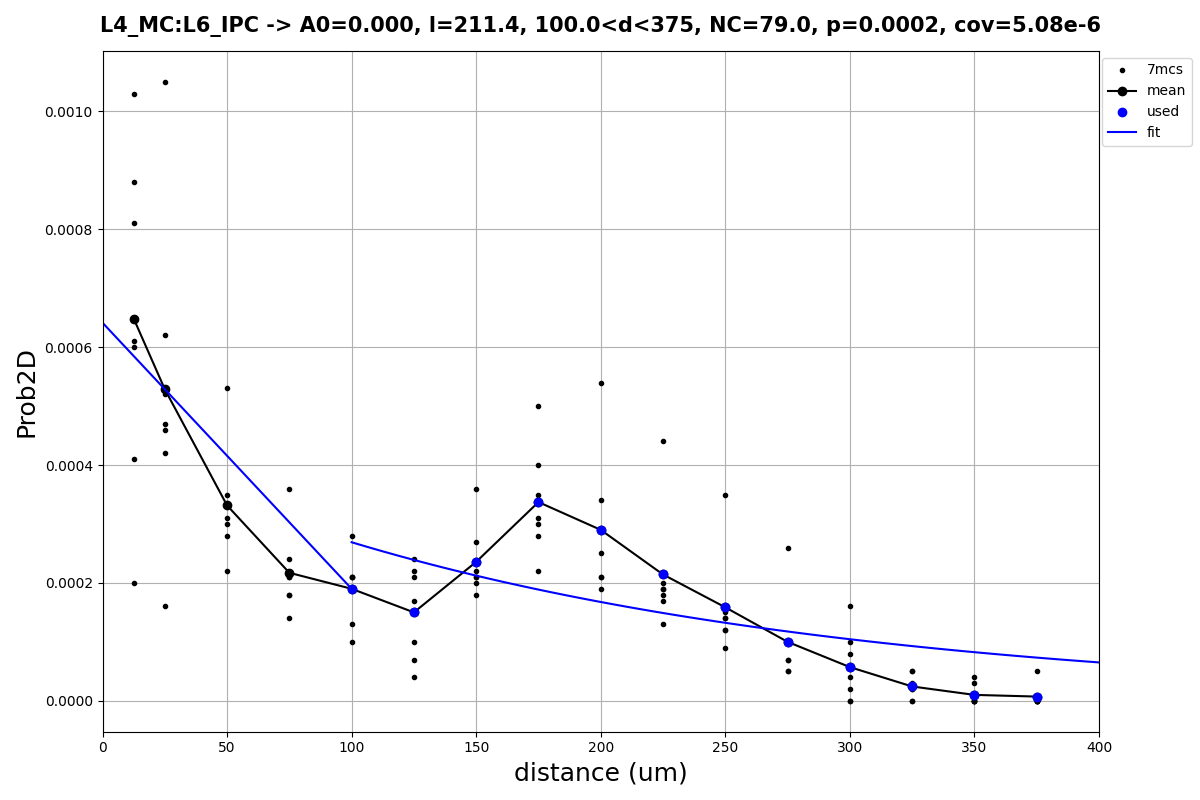 L4_MC:L6_IPC -> A0=0.000, l=211.4, 100.0<d<375, NC=79.0, p=0.0002, cov=5.08e-6
7mcs
mean
used
fit
0.0010
0.0008
0.0006
0.0004
0.0002
0.0000
Prob2D
0 50 100 150 200 250 300 350 400
distance (um)